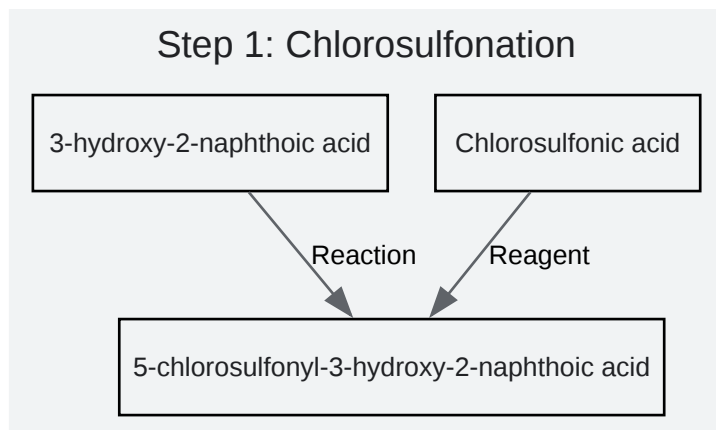 Step 1: Chlorosulfonation
3-hydroxy-2-naphthoic acid
Chlorosulfonic acid
Reaction
Reagent
5-chlorosulfonyl-3-hydroxy-2-naphthoic acid